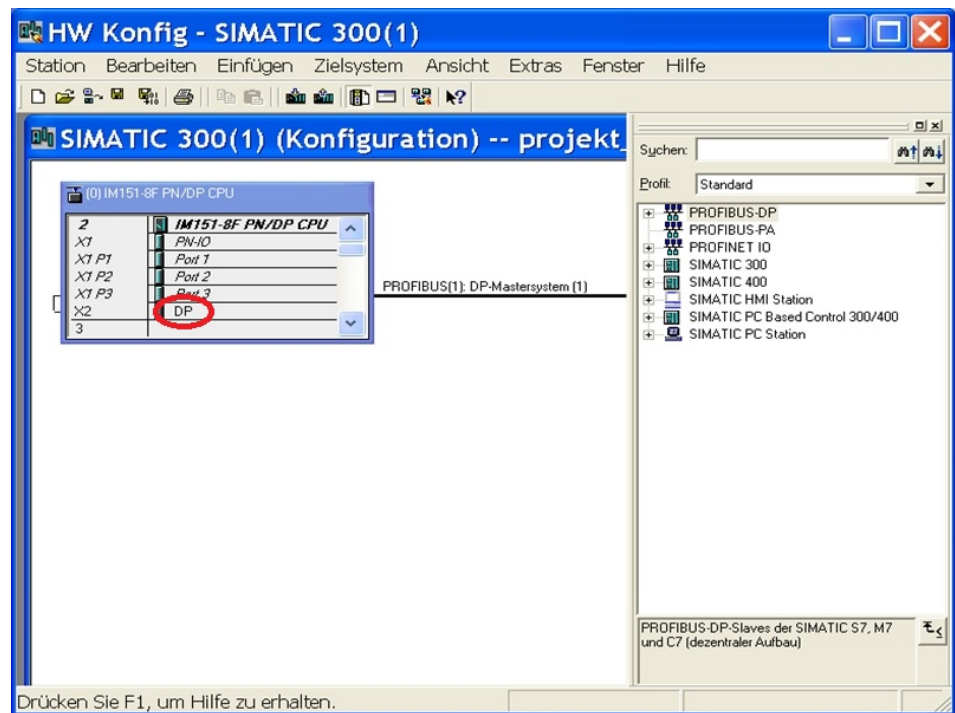 HW Konfig - SIMATIC 300(1)
Station Bearbeiten Einfügen Zielsystem Ansicht Extras Fenster Hilfe
SIMATIC 300(1) (Konfiguration) -- projekt_
(0) IM151-8F PN/DP CPU
2 IM151-8F PN/DP CPU
X1 PN-IO
X1 P1 Port 1
X1 P2 Port 2
X1 P3 Port 3
X2 DP
3
PROFIBUS(1): DP-Mastersystem (1)
Suchen:
Profil: Standard
PROFIBUS-DP
PROFIBUS-PA
PROFINET IO
SIMATIC 300
SIMATIC 400
SIMATIC HMI Station
SIMATIC PC Based Control 300/400
SIMATIC PC Station
PROFIBUS-DP-Slaves der SIMATIC S7, M7
und C7 (dezentraler Aufbau)
Drücken Sie F1, um Hilfe zu erhalten.